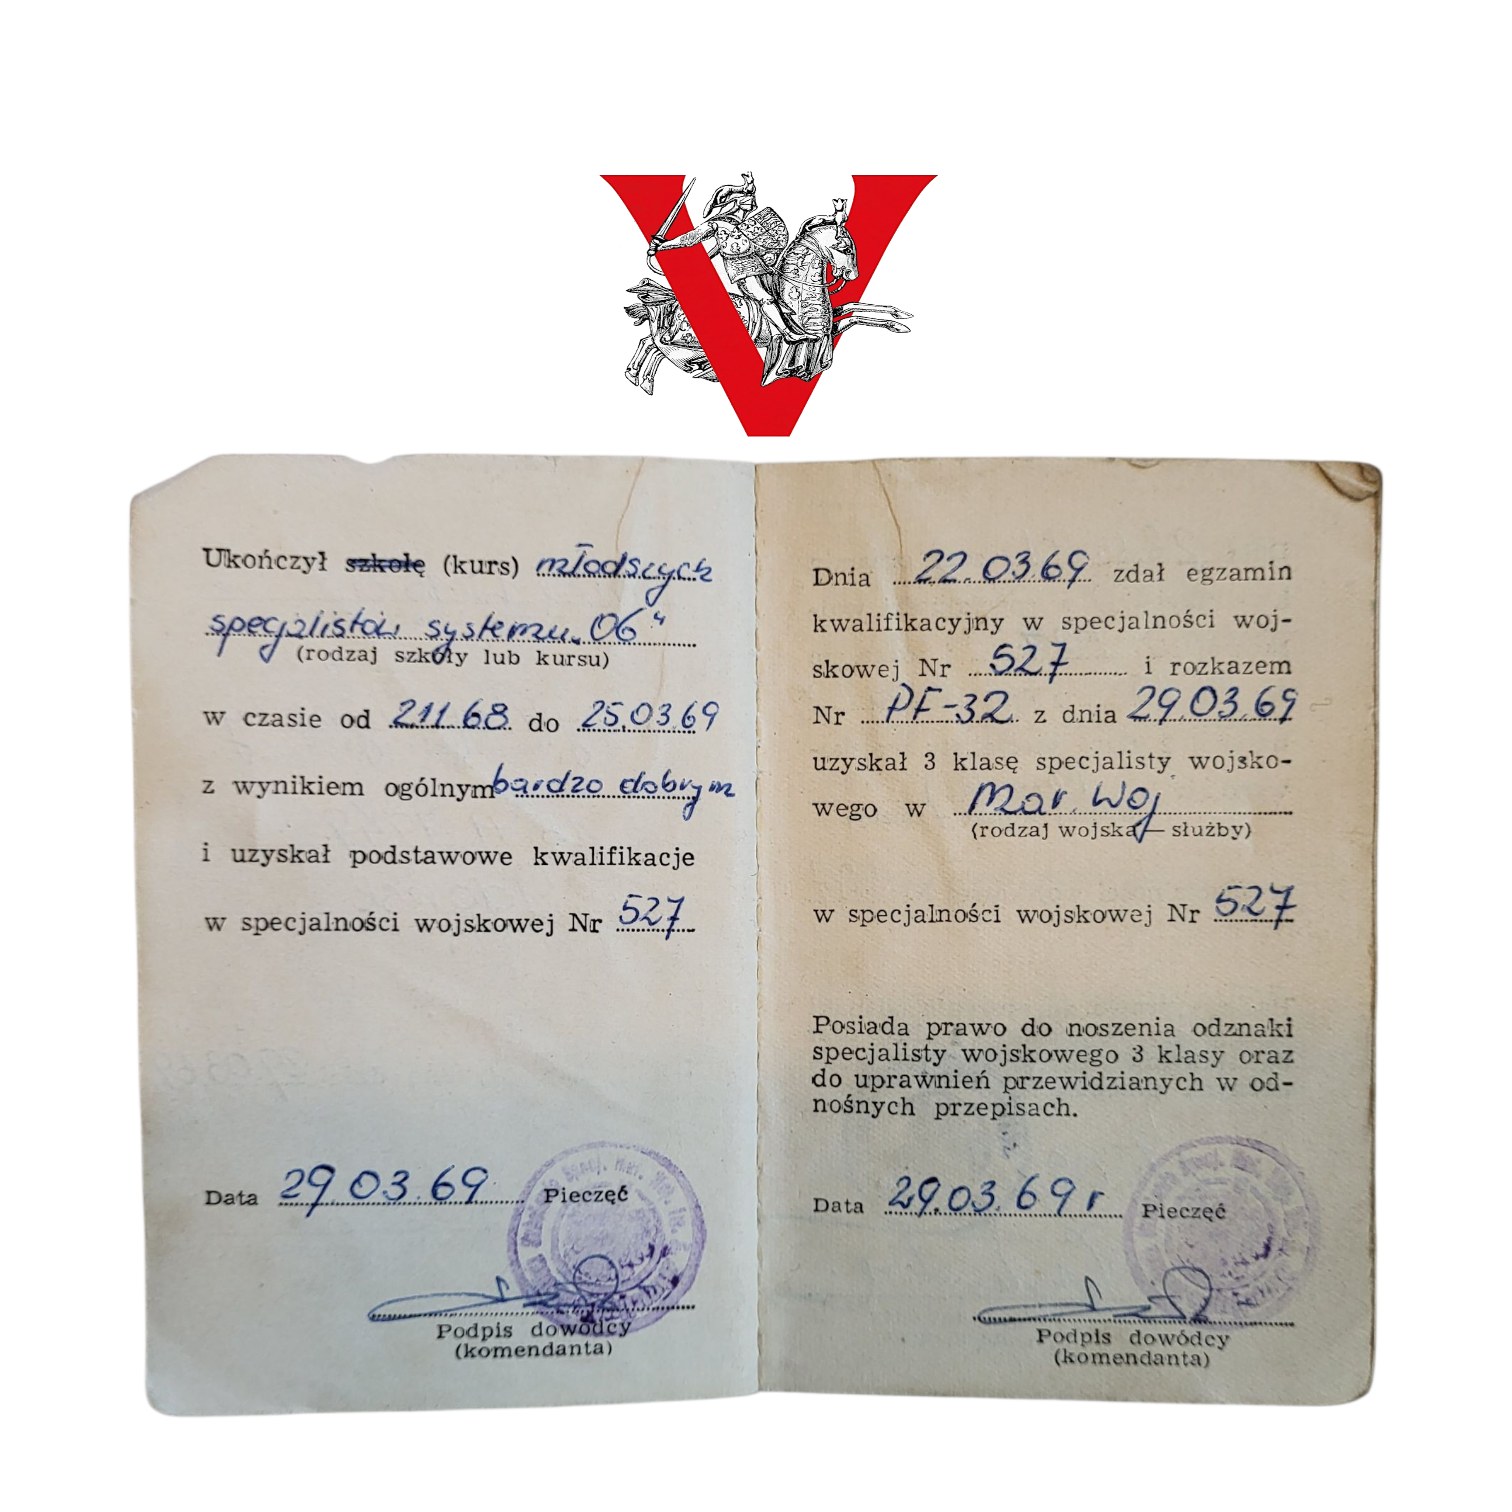 V
Ukończył szkołę (kurs) młodszych
specjalistów systemu „06"
(rodzaj szkoły lub kursu)
w czasie od 2.11.68 do 25.03.69
z wynikiem ogólnym bardzo dobrym
i uzyskał podstawowe kwalifikacje
w specjalności wojskowej Nr 527
Data 29.03.69 Pieczęć
Podpis dowódcy
(komendanta)
Dnia 22.03.69 zdał egzamin
kwalifikacyjny w specjalności woj-
skowej Nr 527 i rozkazem
Nr PF-32 z dnia 29.03.69
uzyskał 3 klasę specjalisty wojsko-
wego w Mar. Woj
(rodzaj wojska — służby)
w specjalności wojskowej Nr 527
Posiada prawo do noszenia odznaki
specjalisty wojskowego 3 klasy oraz
do uprawnień przewidzianych w od-
nośnych przepisach.
Data 29.03.69 r Pieczęć
Podpis dowódcy
(komendanta)